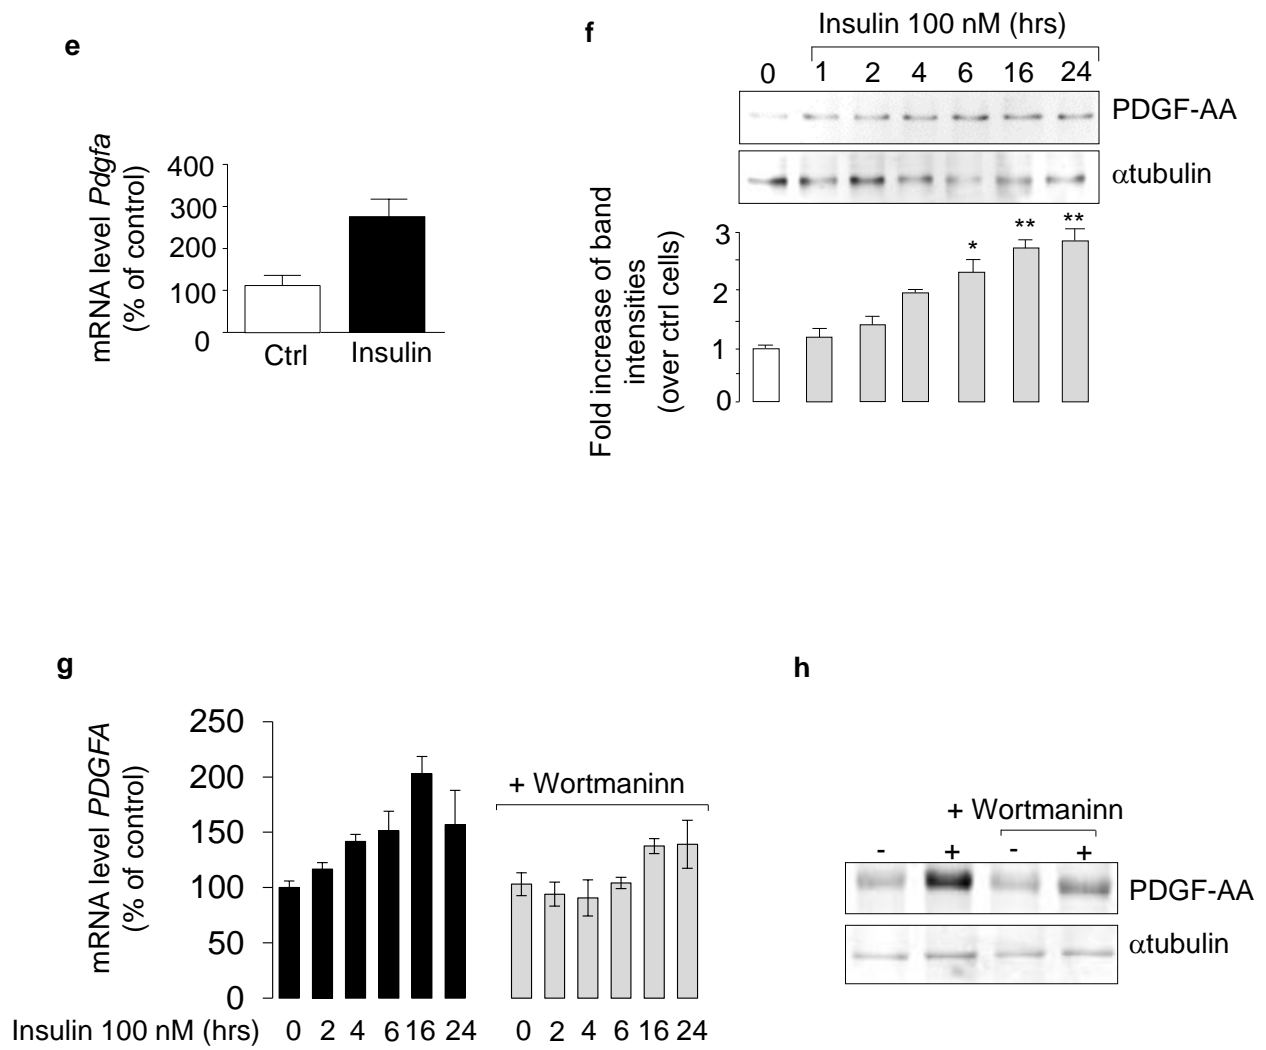 e
mRNA level Pdgfa
(% of control)
400
300
200
100
0
Ctrl Insulin
f
Insulin 100 nM (hrs)
0 1 2 4 6 16 24
PDGF-AA
αtubulin
Fold increase of band
intensities
(over ctrl cells)
3
2
1
0
* ** **
g
mRNA level PDGFA
(% of control)
250
200
150
100
50
0
+ Wortmaninn
Insulin 100 nM (hrs) 0 2 4 6 16 24 0 2 4 6 16 24
h
+ Wortmaninn
- + - +
PDGF-AA
αtubulin